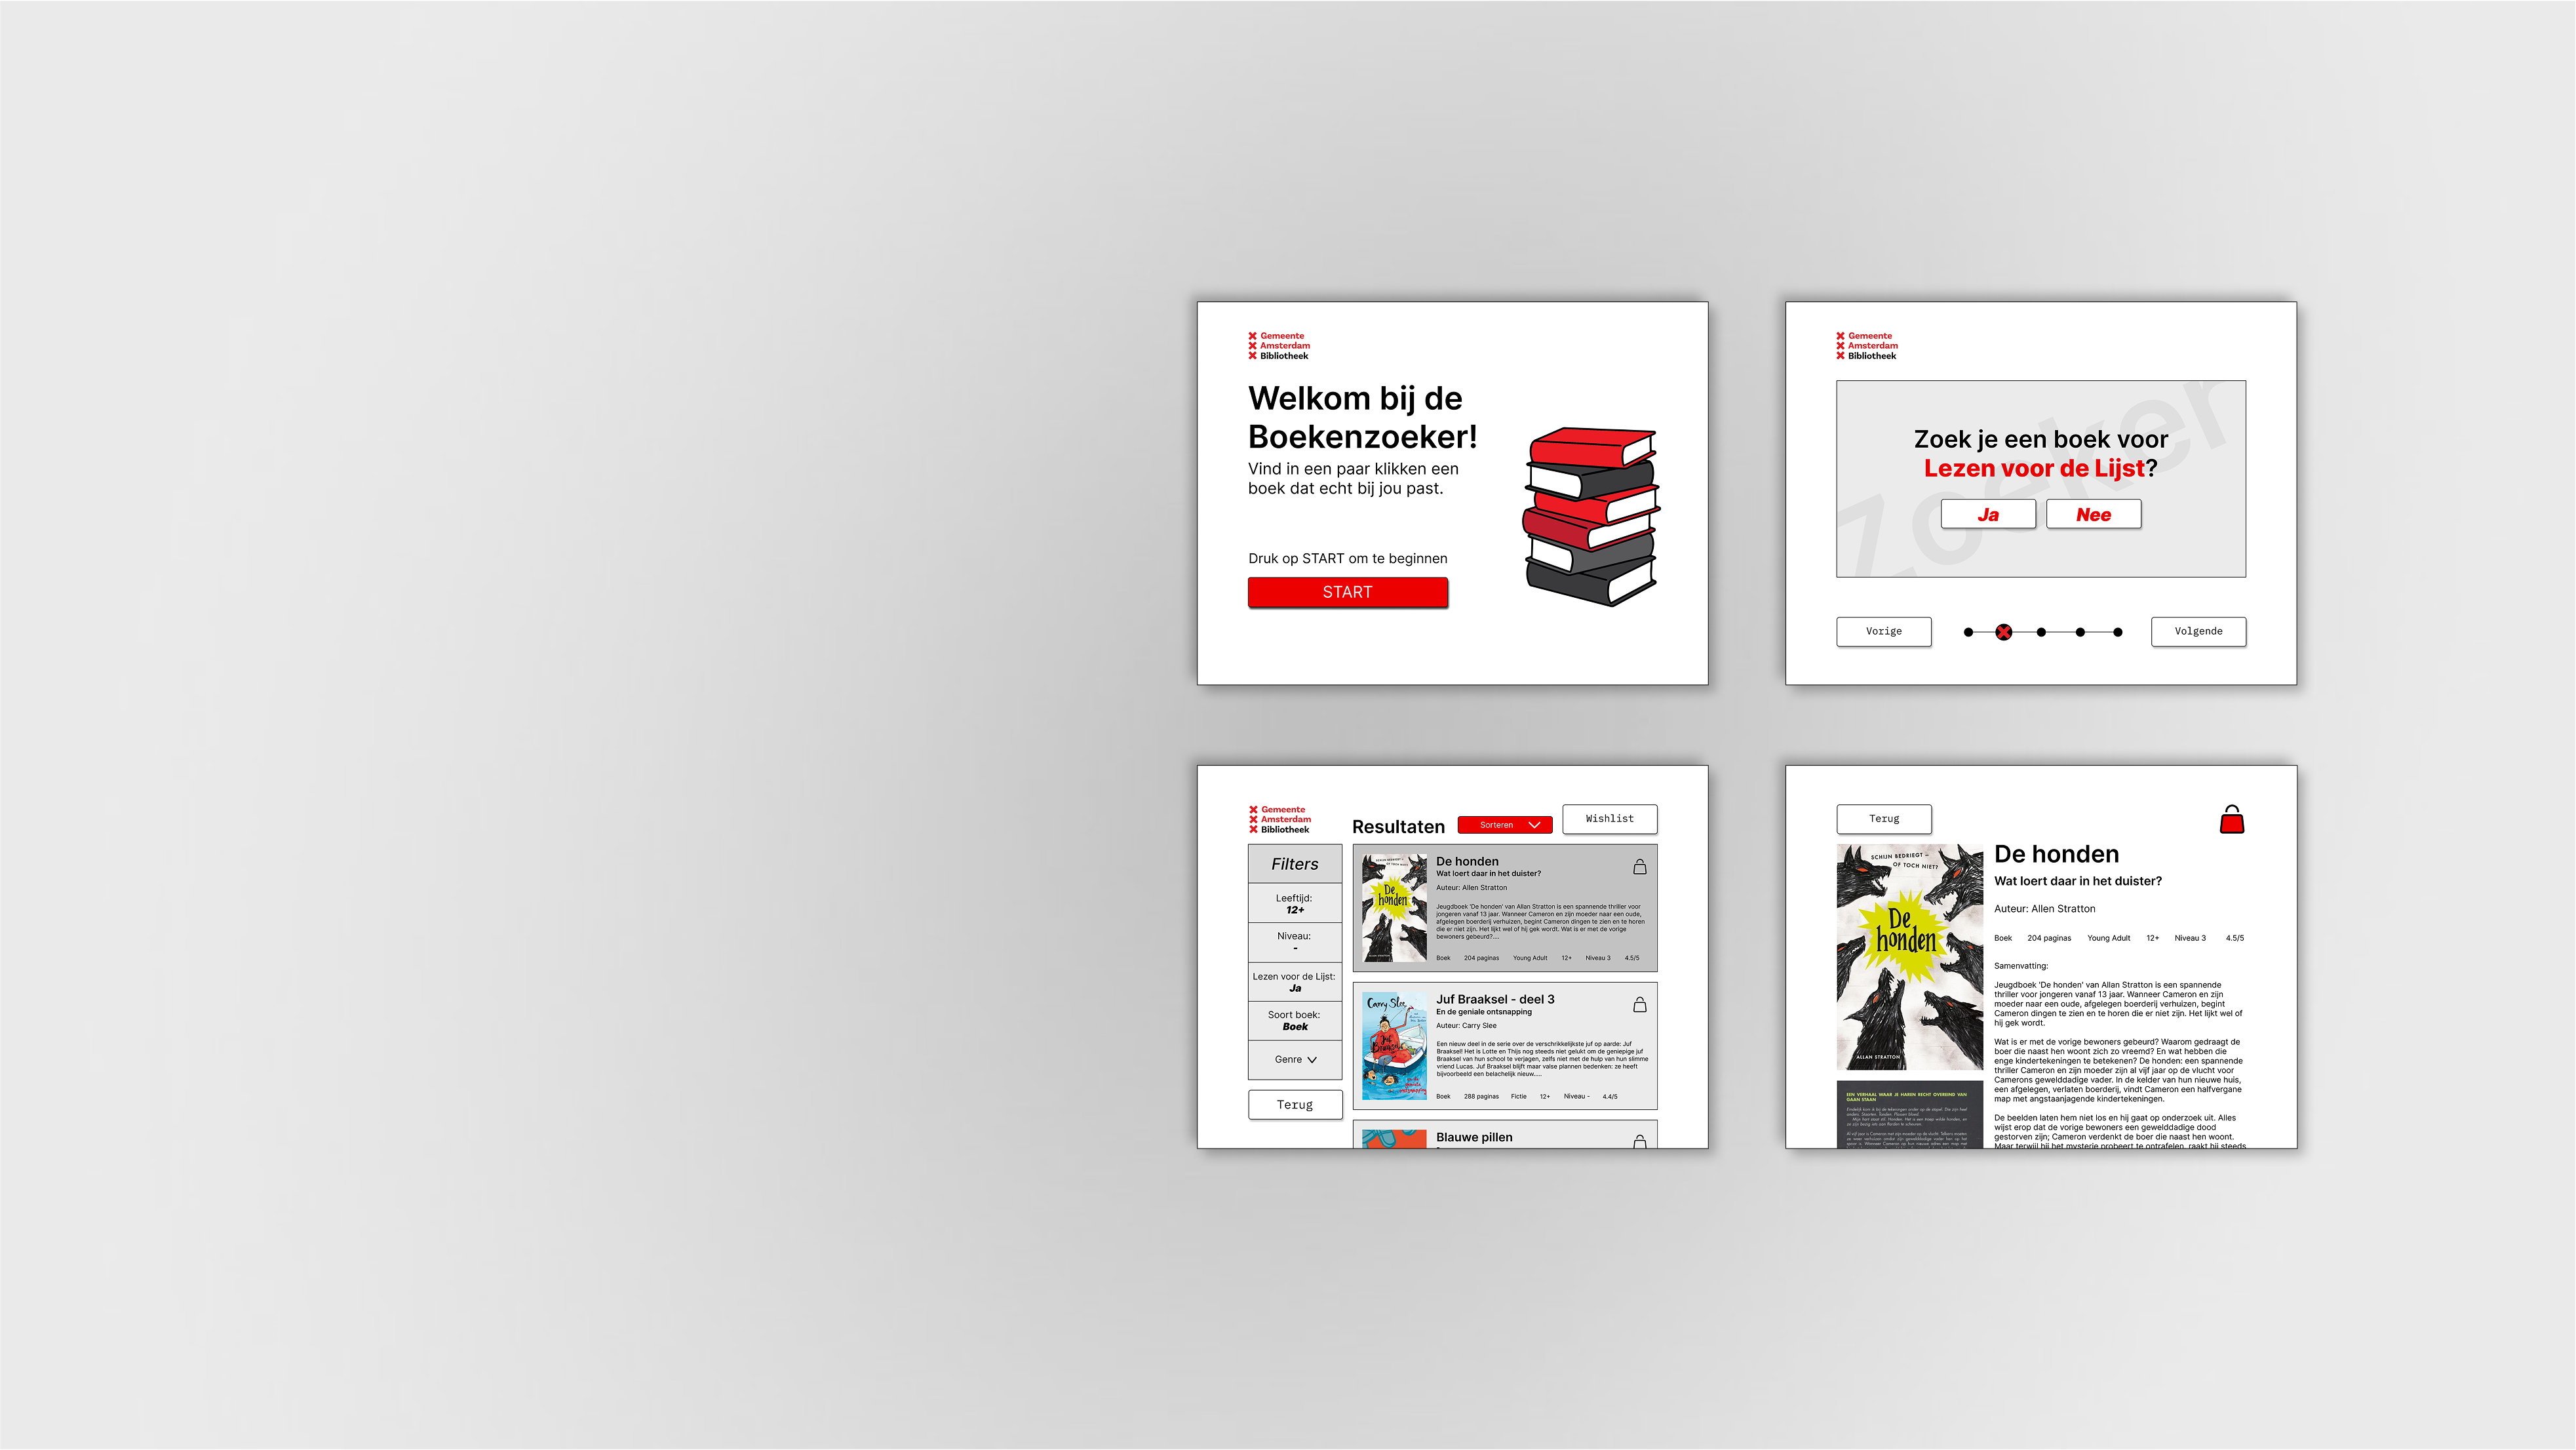 Gemeente
Amsterdam
Bibliotheek
Welkom bij de
Boekenzoeker!
Vind in een paar klikken een
boek dat echt bij jou past.
Druk op START om te beginnen
START
Gemeente
Amsterdam
Bibliotheek
Zoeker
Zoek je een boek voor
Lezen voor de Lijst?
Ja
Nee
Vorige
Volgende
Gemeente
Amsterdam
Bibliotheek
Resultaten
Sorteren
Wishlist
Filters
Leeftijd:
12+
Niveau:
-
Lezen voor de Lijst:
Ja
Soort boek:
Boek
Genre
Terug
SCHIJN BEDRIEGT –
OF TOCH NIET?
De
honden
ALLAN STRATTON
De honden
Wat loert daar in het duister?
Auteur: Allen Stratton
Jeugdboek 'De honden' van Allan Stratton is een spannende thriller voor
jongeren vanaf 13 jaar. Wanneer Cameron en zijn moeder naar een oude,
afgelegen boerderij verhuizen, begint Cameron dingen te zien en te horen
die er niet zijn. Het lijkt wel of hij gek wordt. Wat is er met de vorige
bewoners gebeurd?....
Boek 204 paginas Young Adult 12+ Niveau 3 4.5/5
Carry Slee
Juf
Braaksel
Juf Braaksel - deel 3
En de geniale ontsnapping
Auteur: Carry Slee
Een nieuw deel in de serie over de verschrikkelijkste juf op aarde: Juf
Braaksel! Het is Lotte en Thijs nog steeds niet gelukt om de geniepige juf
Braaksel van hun school te verjagen, zelfs niet met de hulp van hun slimme
vriend Lucas. Juf Braaksel blijft maar valse plannen bedenken: ze heeft
bijvoorbeeld een belachelijk nieuw.....
Boek 288 paginas Fictie 12+ Niveau - 4.4/5
Blauwe pillen
Terug
SCHIJN BEDRIEGT –
OF TOCH NIET?
De
honden
ALLAN STRATTON
EEN VERHAAL WAAR JE HAREN RECHT OVEREIND VAN
GAAN STAAN
De honden
Wat loert daar in het duister?
Auteur: Allen Stratton
Boek 204 paginas Young Adult 12+ Niveau 3 4.5/5
Samenvatting:
Jeugdboek 'De honden' van Allan Stratton is een spannende
thriller voor jongeren vanaf 13 jaar. Wanneer Cameron en zijn
moeder naar een oude, afgelegen boerderij verhuizen, begint
Cameron dingen te zien en te horen die er niet zijn. Het lijkt wel of
hij gek wordt.
Wat is er met de vorige bewoners gebeurd? Waarom gedraagt de
boer die naast hen woont zich zo vreemd? En wat hebben die
enge kindertekeningen te betekenen? De honden: een spannende
thriller Cameron en zijn moeder zijn al vijf jaar op de vlucht voor
Camerons gewelddadige vader. In de kelder van hun nieuwe huis,
een afgelegen, verlaten boerderij, vindt Cameron een halfvergane
map met angstaanjagende kindertekeningen.
De beelden laten hem niet los en hij gaat op onderzoek uit. Alles
wijst erop dat de vorige bewoners een gewelddadige dood
gestorven zijn; Cameron verdenkt de boer die naast hen woont.
Maar terwijl hij het mysterie probeert te ontrafelen, raakt hij steeds